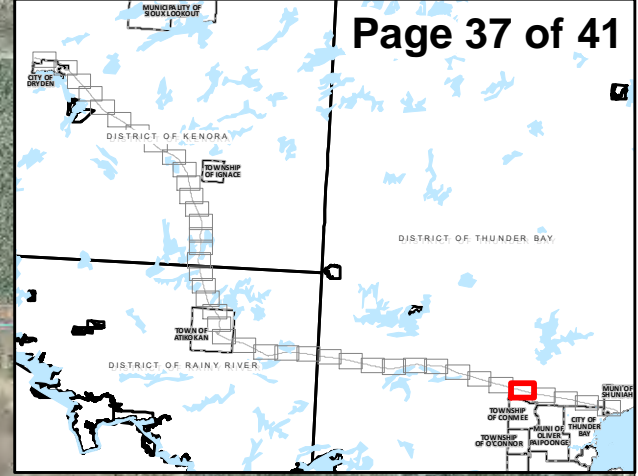 MUNICIPALITY OF
SIOUX LOOKOUT
Page 37 of 41
CITY OF
DRYDEN
DISTRICT OF KENORA
TOWNSHIP
OF IGNACE
DISTRICT OF THUNDER BAY
TOWN OF
ATIKOKAN
DISTRICT OF RAINY RIVER
MUNI OF
SHUNIAH
TOWNSHIP
OF CONMEE
CITY OF
THUNDER
BAY
MUNI OF
OLIVER
PAIPOONGE
TOWNSHIP
OF O'CONNOR